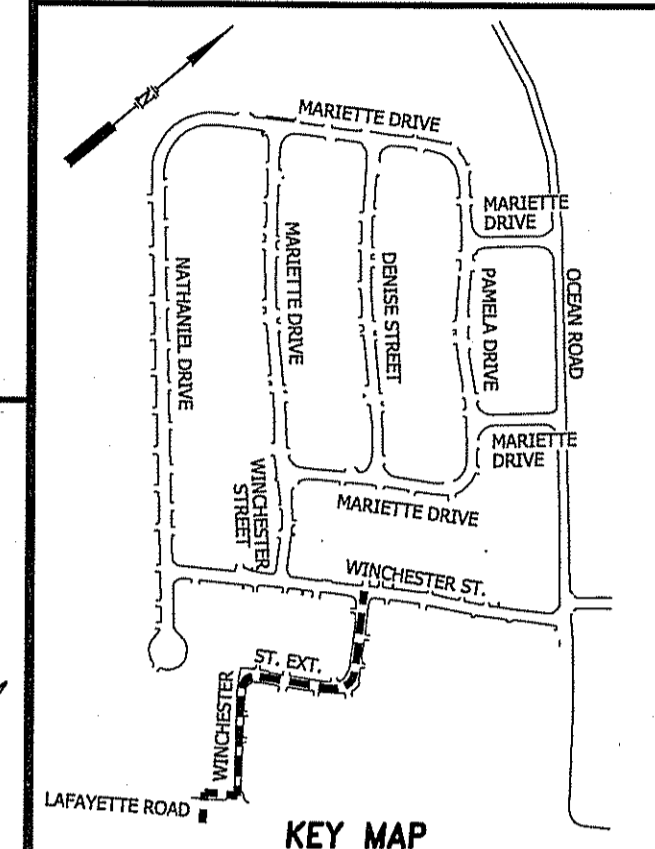 N
MARIETTE DRIVE
MARIETTE
DRIVE
NATHANIEL DRIVE
MARIETTE DRIVE
DENISE STREET
PAMELA DRIVE
OCEAN ROAD
MARIETTE
DRIVE
WINCHESTER
STREET
MARIETTE DRIVE
WINCHESTER ST.
ST. EXT.
WINCHESTER
LAFAYETTE ROAD
KEY MAP